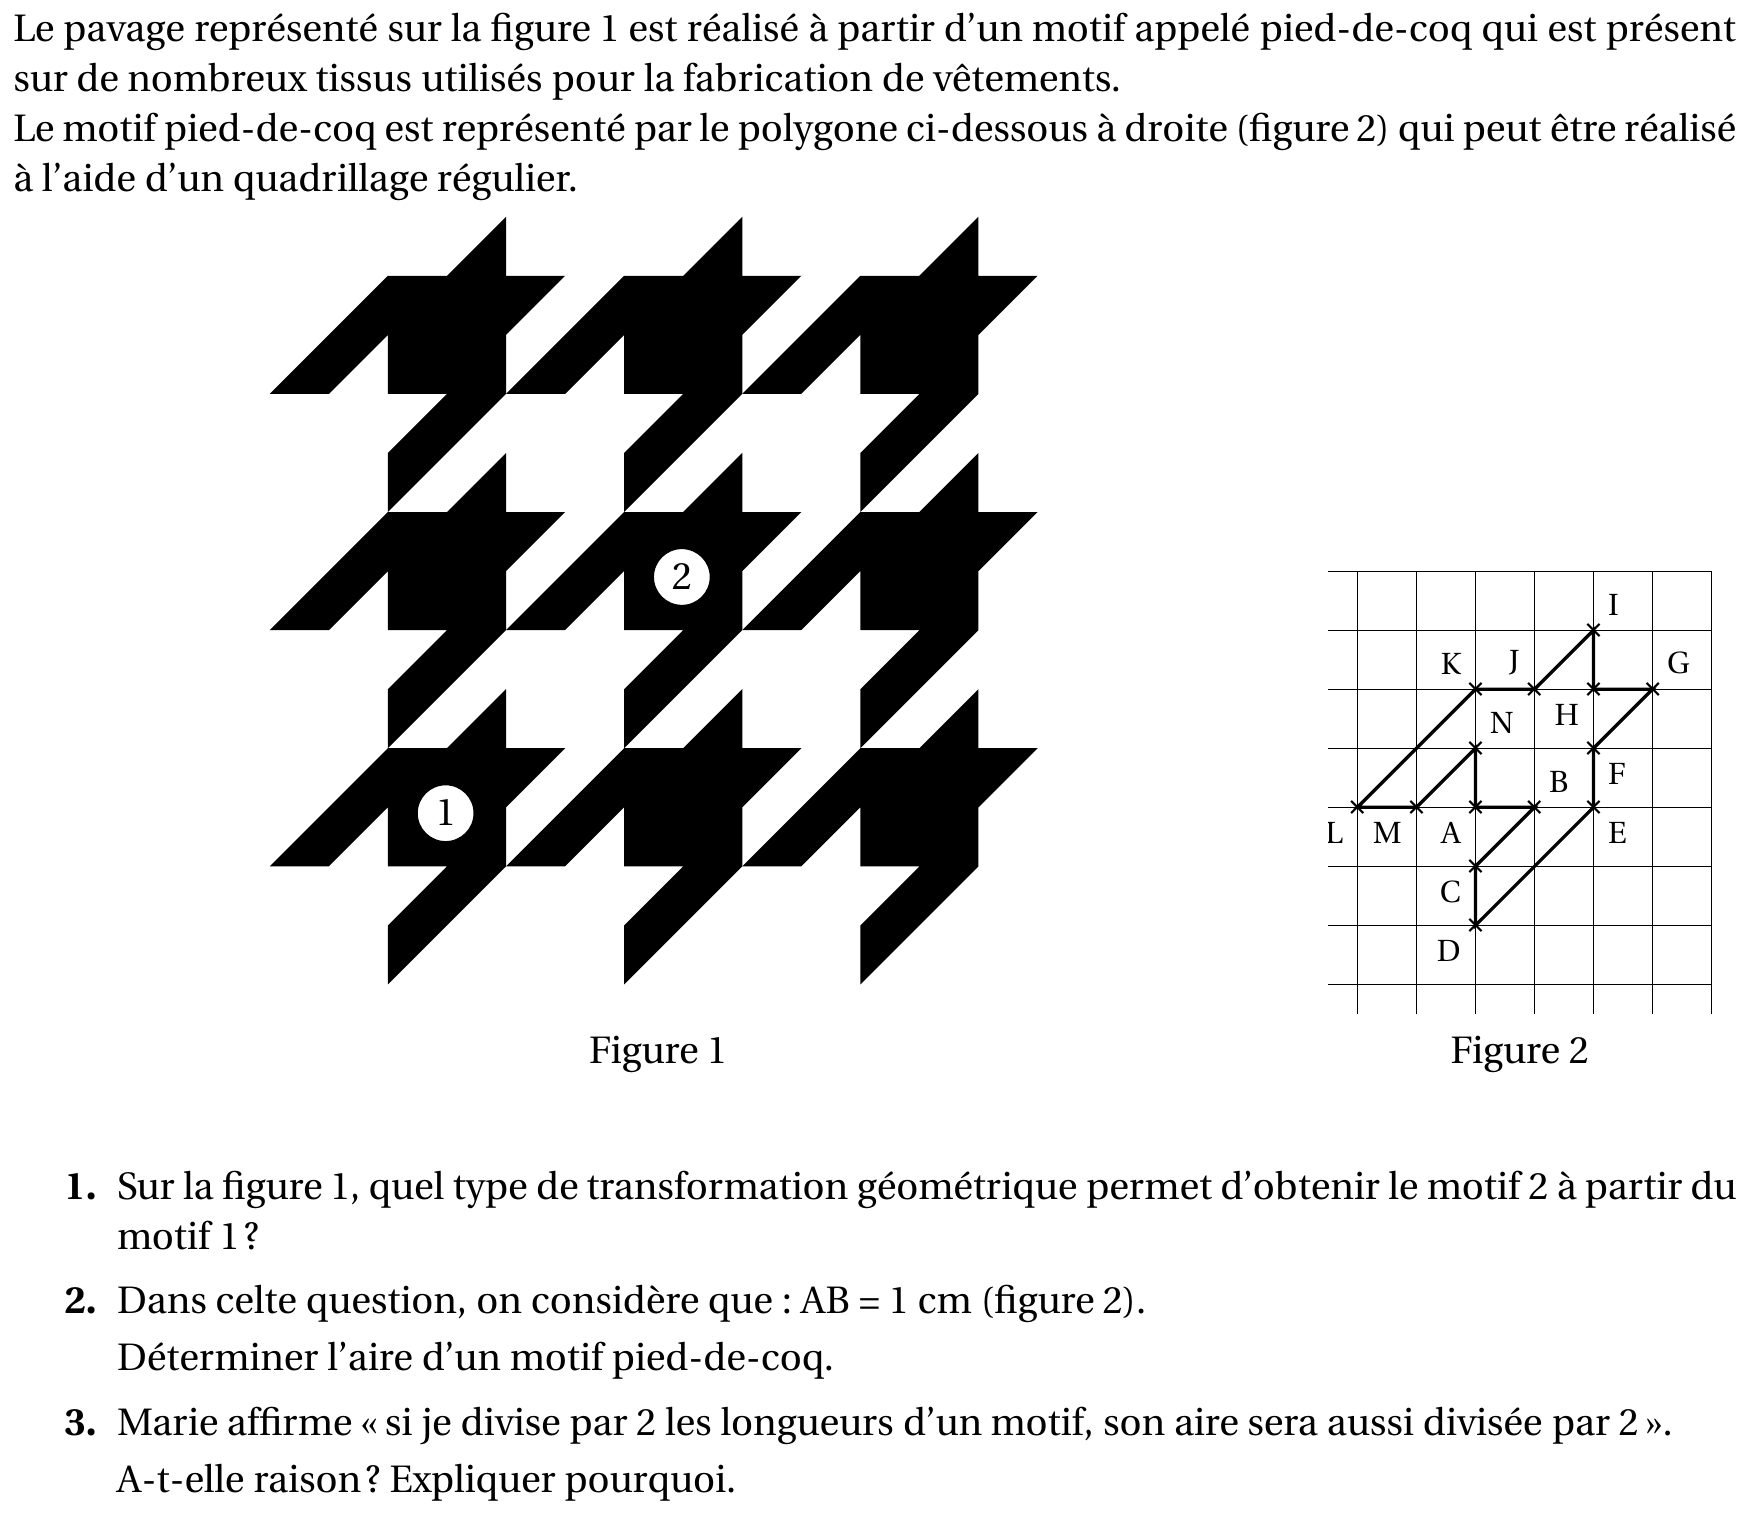 Le pavage représenté sur la figure 1 est réalisé à partir d'un motif appelé pied-de-coq qui est présent
sur de nombreux tissus utilisés pour la fabrication de vêtements.
Le motif pied-de-coq est représenté par le polygone ci-dessous à droite (figure 2) qui peut être réalisé
à l'aide d'un quadrillage régulier.
2
1
I
K J G
N H
B F
L M A E
C
D
Figure 1 Figure 2
1. Sur la figure 1, quel type de transformation géométrique permet d'obtenir le motif 2 à partir du
motif 1 ?
2. Dans celte question, on considère que : AB = 1 cm (figure 2).
Déterminer l'aire d'un motif pied-de-coq.
3. Marie affirme « si je divise par 2 les longueurs d'un motif, son aire sera aussi divisée par 2 ».
A-t-elle raison ? Expliquer pourquoi.